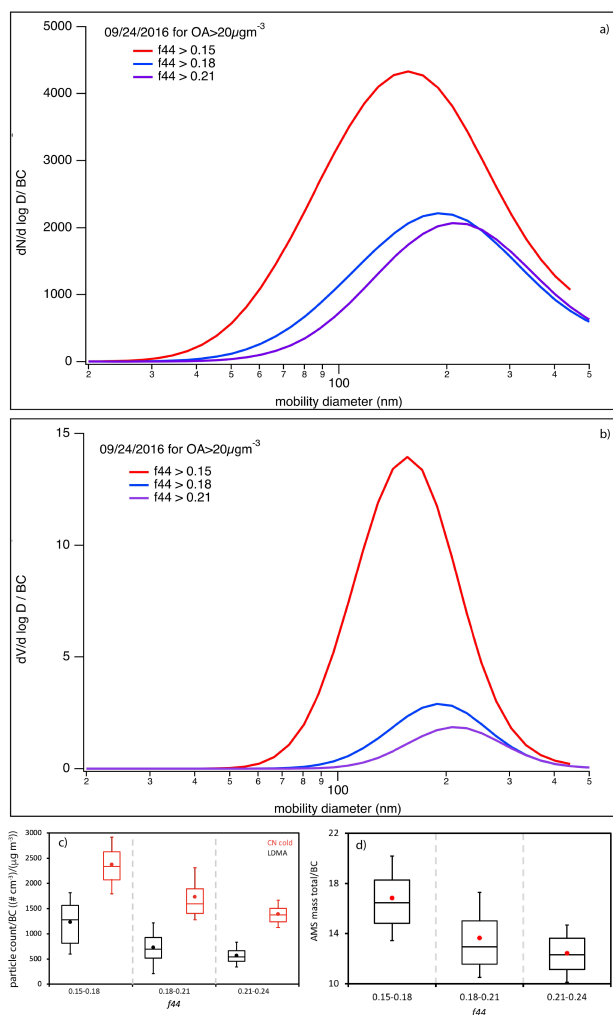 09/24/2016 for OA>20µgm⁻³
a)
f44 > 0.15
f44 > 0.18
f44 > 0.21
5000
4000
3000
2000
1000
0
dN/d log D/ BC
2 3 4 5 6 7 8 9 100 2 3 4 5
mobility diameter (nm)
09/24/2016 for OA>20µgm⁻³
b)
f44 > 0.15
f44 > 0.18
f44 > 0.21
15
10
5
0
dV/d log D / BC
2 3 4 5 6 7 8 9 100 2 3 4 5
mobility diameter (nm)
c)
CN cold
LDMA
3000
2500
2000
1500
1000
500
0
particle count/BC ((# cm⁻³)/(µg m⁻³))
0.15-0.18 0.18-0.21 0.21-0.24
f44
d)
22
19
16
13
10
AMS mass total/BC
0.15-0.18 0.18-0.21 0.21-0.24
f44